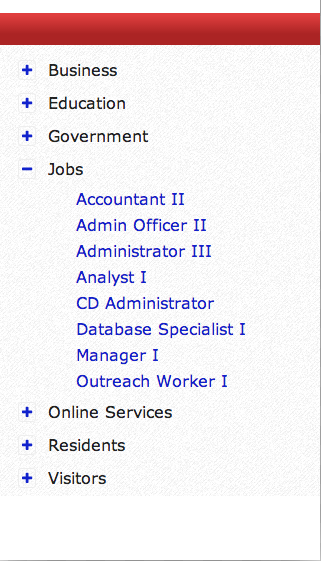 Business
Education
Government
Jobs
Accountant II
Admin Officer II
Administrator III
Analyst I
CD Administrator
Database Specialist I
Manager I
Outreach Worker I
Online Services
Residents
Visitors